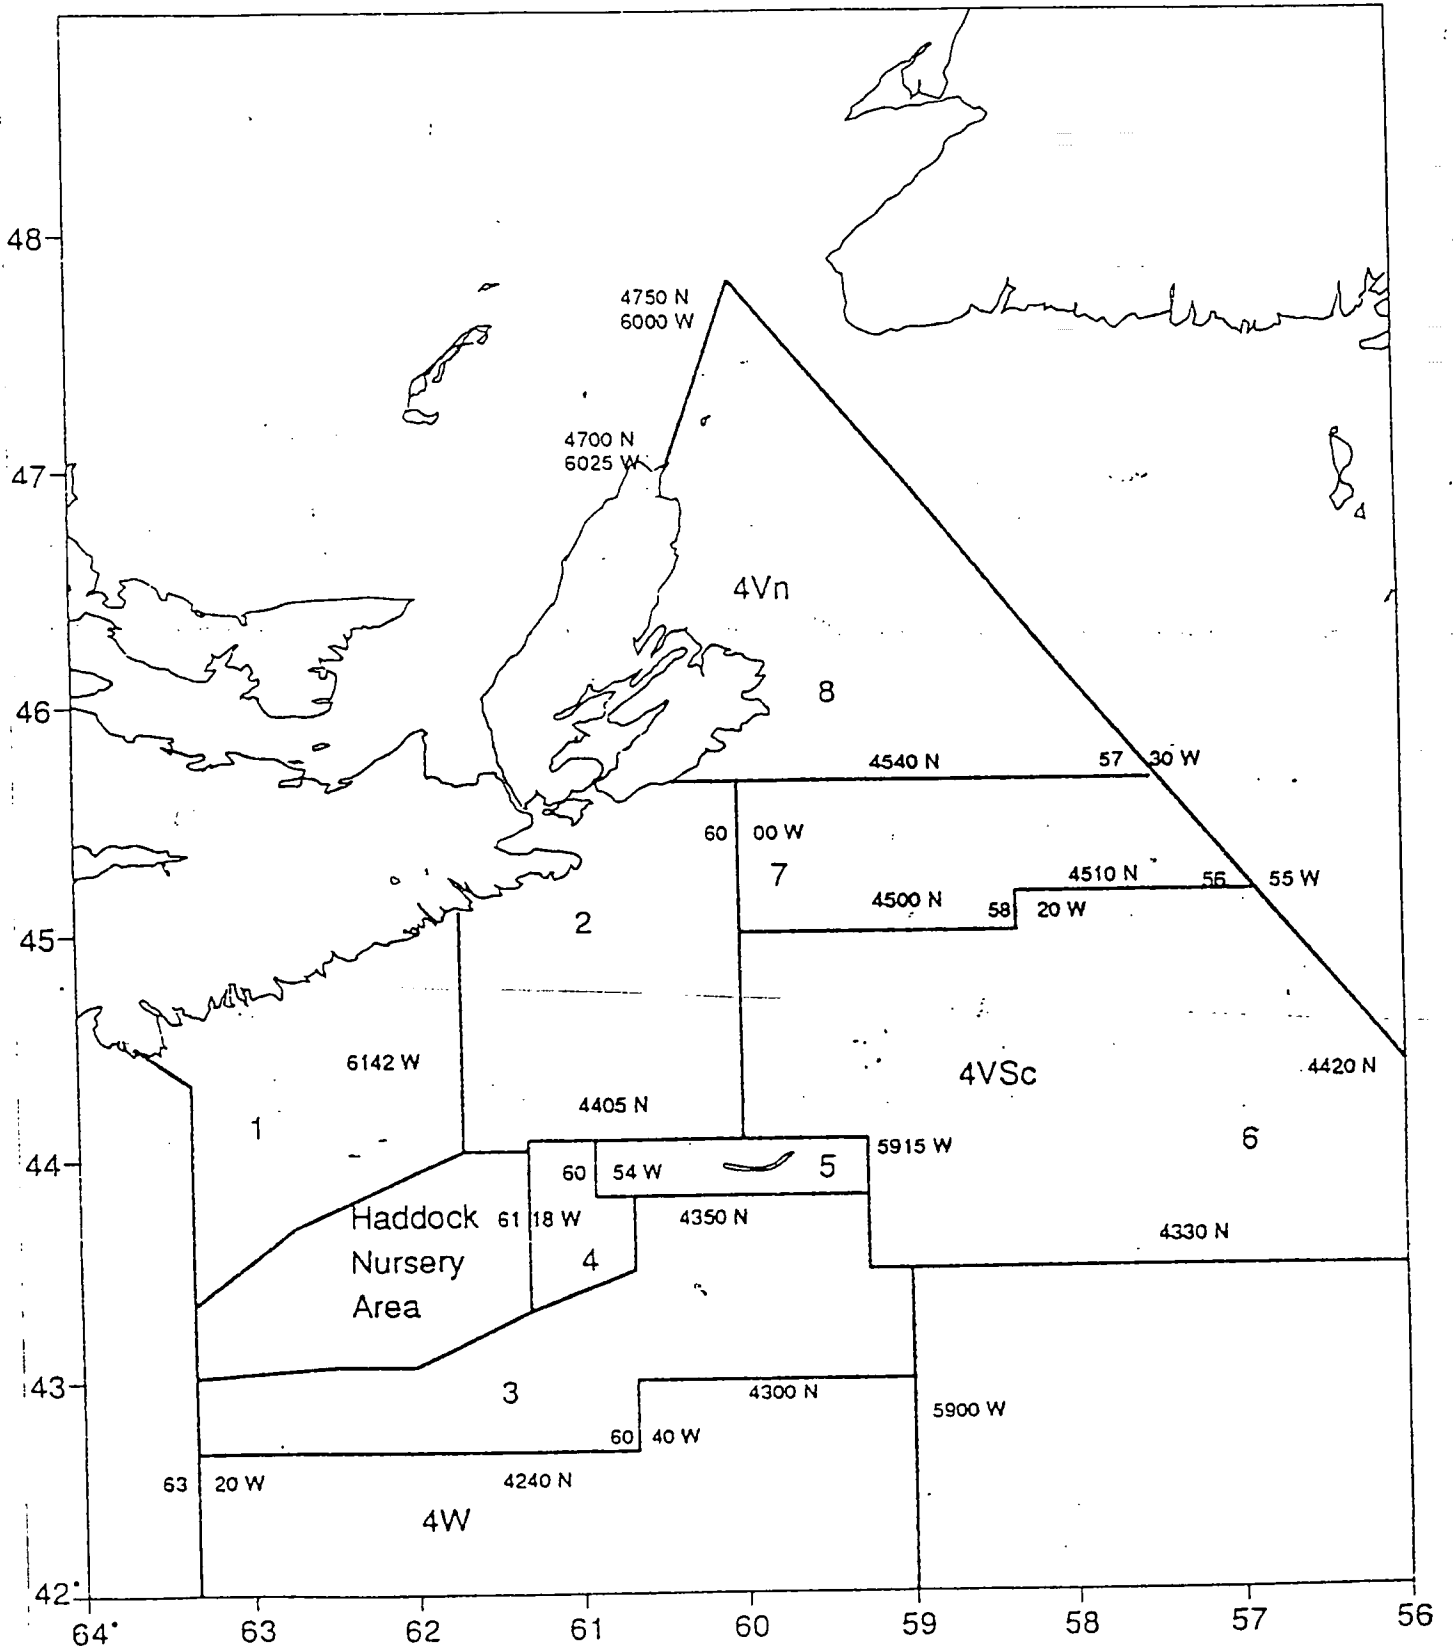 48
4750 N
6000 W
4700 N
6025 W
47
4Vn
8
46
4540 N
57 30 W
60 00 W
7
4510 N
56 55 W
4500 N
58 20 W
2
45
6142 W
4VSc
4420 N
4405 N
1
6
5915 W
44
60 54 W
5
Haddock
Nursery
Area
61 18 W
4350 N
4330 N
4
43
3
4300 N
5900 W
60 40 W
63 20 W
4240 N
4W
42°
64° 63 62 61 60 59 58 57 56